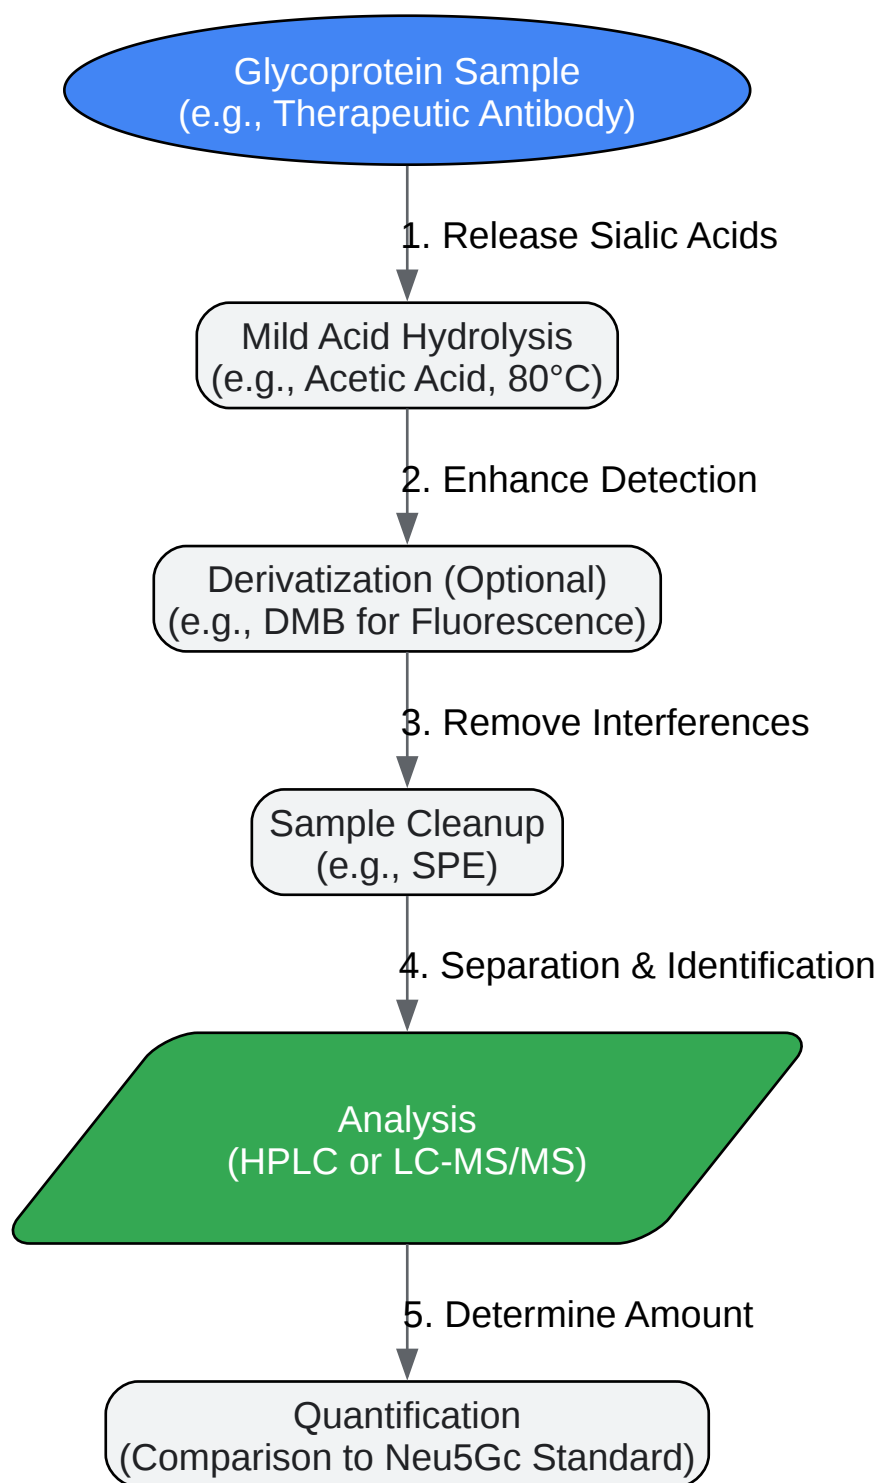 Glycoprotein Sample
(e.g., Therapeutic Antibody)
1. Release Sialic Acids
Mild Acid Hydrolysis
(e.g., Acetic Acid, 80°C)
2. Enhance Detection
Derivatization (Optional)
(e.g., DMB for Fluorescence)
3. Remove Interferences
Sample Cleanup
(e.g., SPE)
4. Separation & Identification
Analysis
(HPLC or LC-MS/MS)
5. Determine Amount
Quantification
(Comparison to Neu5Gc Standard)